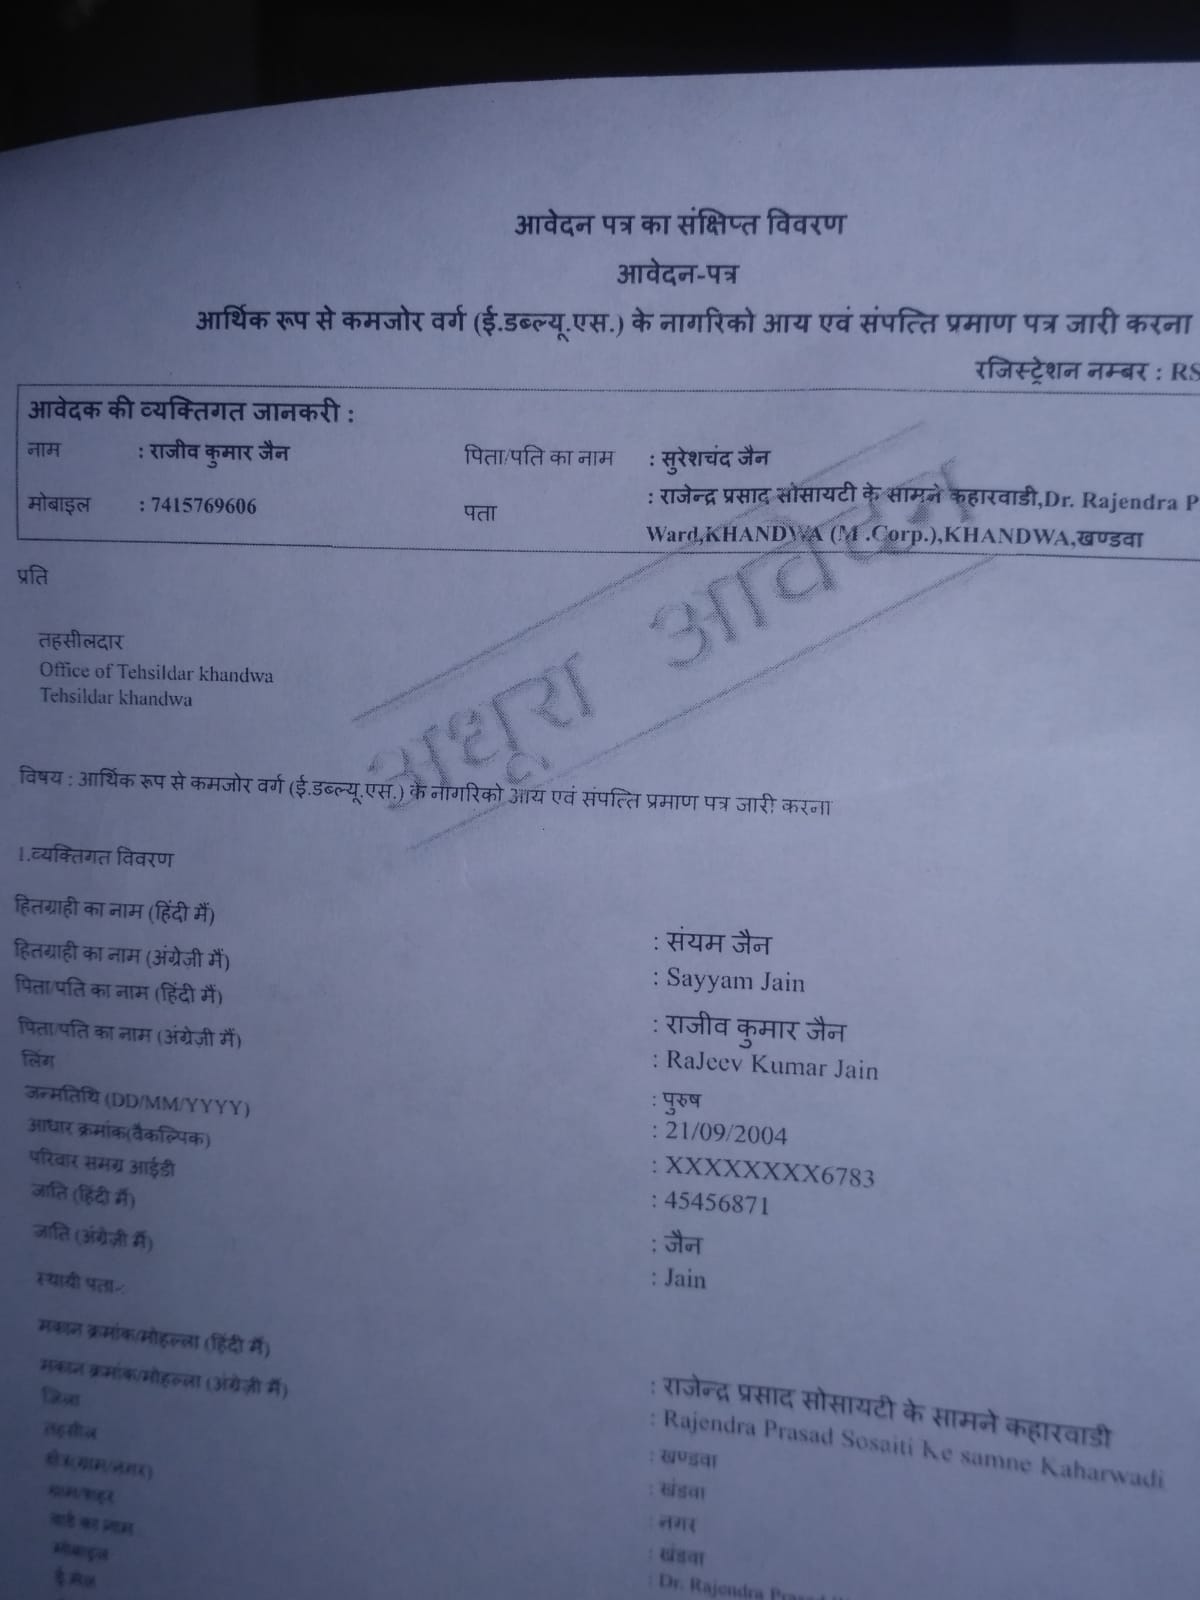 आवेदन पत्र का संक्षिप्त विवरण
आवेदन-पत्र
आर्थिक रूप से कमजोर वर्ग (ई.डब्ल्यू.एस.) के नागरिको आय एवं संपत्ति प्रमाण पत्र जारी करना
रजिस्ट्रेशन नम्बर : RS
आवेदक की व्यक्तिगत जानकरी :
नाम : राजीव कुमार जैन पिता/पति का नाम : सुरेशचंद जैन
मोबाइल : 7415769606 पता : राजेन्द्र प्रसाद सोसायटी के सामने कहारवाडी,Dr. Rajendra P
Ward,KHANDWA (M .Corp.),KHANDWA,खण्डवा
प्रति
तहसीलदार
Office of Tehsildar khandwa
Tehsildar khandwa
अधूरा आवेदन
विषय : आर्थिक रूप से कमजोर वर्ग (ई.डब्ल्यू.एस.) के नागरिको आय एवं संपत्ति प्रमाण पत्र जारी करना
1.व्यक्तिगत विवरण
हितग्राही का नाम (हिंदी मैं) : संयम जैन
हितग्राही का नाम (अंग्रेज़ी मैं) : Sayyam Jain
पिता/पति का नाम (हिंदी मैं) : राजीव कुमार जैन
पिता/पति का नाम (अंग्रेज़ी मैं) : RaJeev Kumar Jain
लिंग : पुरुष
जन्मतिथि (DD/MM/YYYY) : 21/09/2004
आधार क्रमांक(वैकल्पिक) : XXXXXXXX6783
परिवार समग्र आईडी : 45456871
जाति (हिंदी मैं) : जैन
जाति (अंग्रेज़ी मैं) : Jain
स्थायी पता:-
मकान क्रमांक/मोहल्ला (हिंदी मैं) : राजेन्द्र प्रसाद सोसायटी के सामने कहारवाडी
मकान क्रमांक/मोहल्ला (अंग्रेज़ी मैं) : Rajendra Prasad Sosaiti Ke samne Kaharwadi
जिला : खण्डवा
तहसील : खंडवा
क्षेत्र(ग्राम/नगर) : नगर
ग्राम/शहर : खंडवा
वार्ड का नाम : Dr. Rajendra Prasad
मोबाइल
ई-मेल